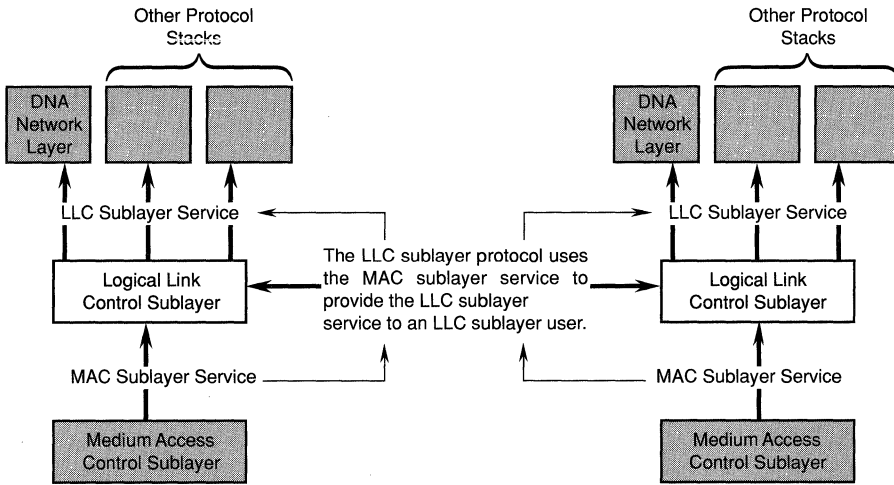 Other Protocol
Stacks
DNA
Network
Layer
LLC Sublayer Service
Logical Link
Control Sublayer
MAC Sublayer Service
Medium Access
Control Sublayer
The LLC sublayer protocol uses
the MAC sublayer service to
provide the LLC sublayer
service to an LLC sublayer user.
Other Protocol
Stacks
DNA
Network
Layer
LLC Sublayer Service
Logical Link
Control Sublayer
MAC Sublayer Service
Medium Access
Control Sublayer